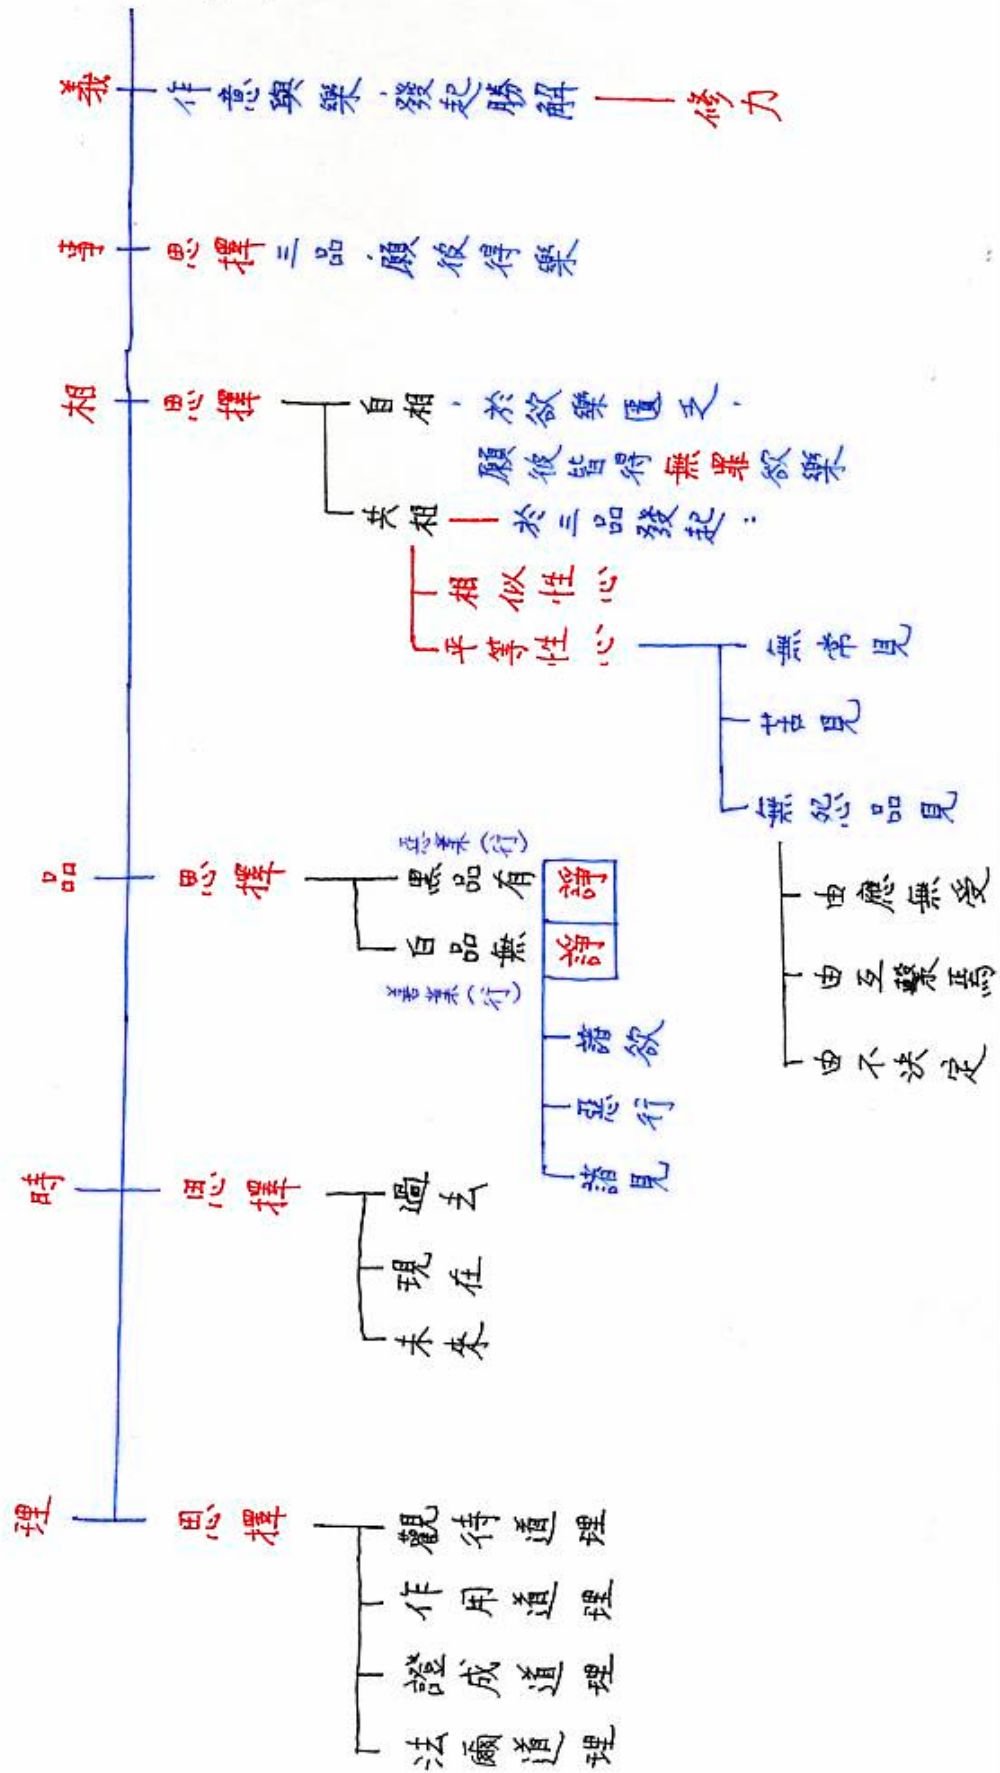 義
作意與樂,發起勝解
修力
事
思擇三品,願彼得樂
相
思擇
自相,於欲樂匱乏,
願彼皆得無罪欲樂
共相
於三品發起:
相似性心
平等性心
無常見
苦見
無怨品見
由應無受
由互繫焉
由不決定
品
思擇
惡業(行)
黑品有諍
白品無諍
善業(行)
諸欲
惡行
諸見
時
思擇
過去
現在
未來
理
思擇
觀待道理
作用道理
證成道理
法爾道理